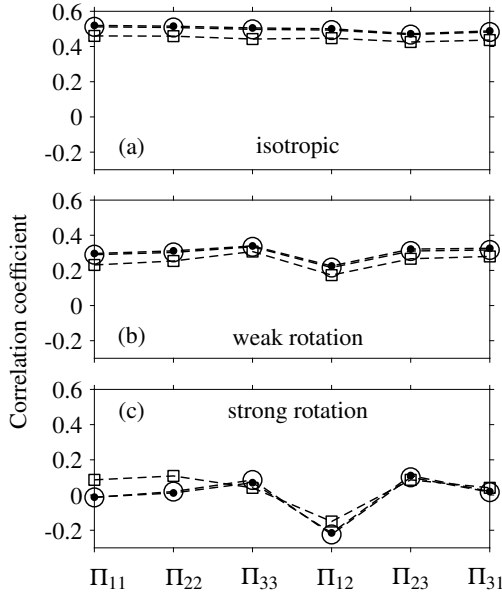 0.6
0.4
0.2
0
-0.2
(a)
isotropic
0.6
0.4
0.2
0
-0.2
(b)
weak rotation
0.6
0.4
0.2
0
-0.2
(c)
strong rotation
Correlation coefficient
Π11 Π22 Π33 Π12 Π23 Π31